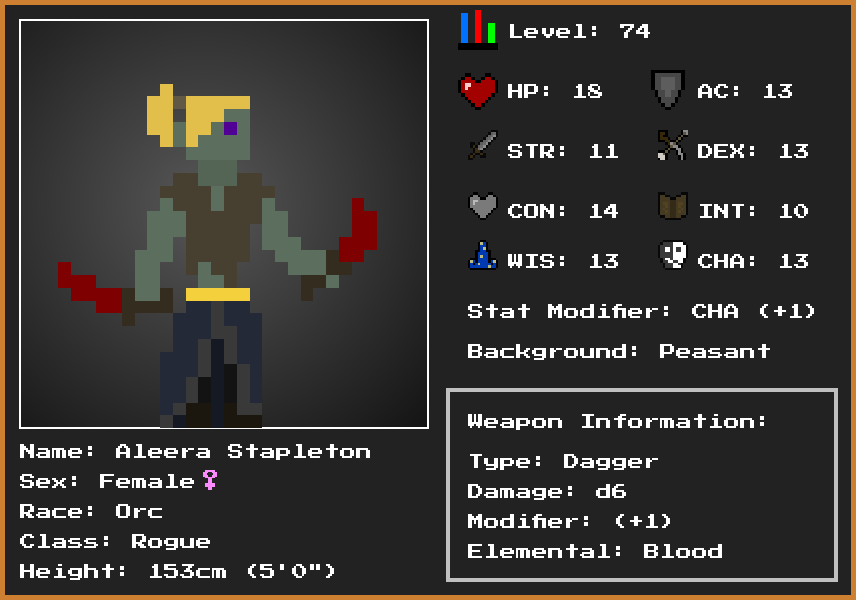 Level: 74
HP: 18
AC: 13
STR: 11
DEX: 13
CON: 14
INT: 10
WIS: 13
CHA: 13
Stat Modifier: CHA (+1)
Background: Peasant
Weapon Information:
Type: Dagger
Damage: d6
Modifier: (+1)
Elemental: Blood
Name: Aleera Stapleton
Sex: Female♀
Race: Orc
Class: Rogue
Height: 153cm (5'0")